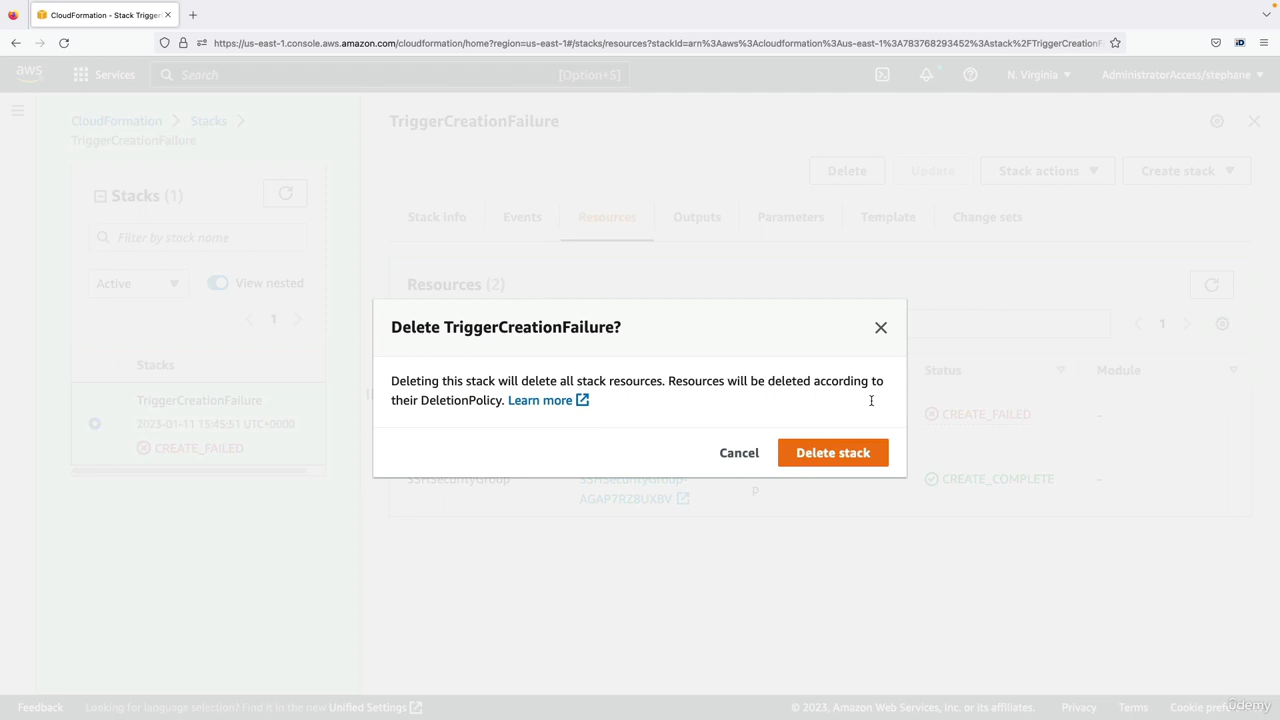 CloudFormation - Stack Trigger
https://us-east-1.console.aws.amazon.com/cloudformation/home?region=us-east-1#/stacks/resources?stackId=arn%3Aaws%3Acloudformation%3Aus-east-1%3A783768293452%3Astack%2FTriggerCreationF
aws
Services
Search
[Option+S]
N. Virginia
AdministratorAccess/stephane
CloudFormation
Stacks
TriggerCreationFailure
TriggerCreationFailure
Delete
Update
Stack actions
Create stack
Stacks (1)
Stack info
Events
Resources
Outputs
Parameters
Template
Change sets
Filter by stack name
Active
View nested
1
Resources (2)
1
Delete TriggerCreationFailure?
Deleting this stack will delete all stack resources. Resources will be deleted according to
their DeletionPolicy. Learn more
Cancel
Delete stack
Stacks
Status
Module
TriggerCreationFailure
2023-01-11 15:45:51 UTC+0000
CREATE_FAILED
CREATE_FAILED
-
SSHSecurityGroup
SSHSecurityGroup-
AGAP7RZ8UXBV
p
CREATE_COMPLETE
-
Feedback
Looking for language selection? Find it in the new Unified Settings
© 2023, Amazon Web Services, Inc. or its affiliates.
Privacy
Terms
Cookie
Udemy